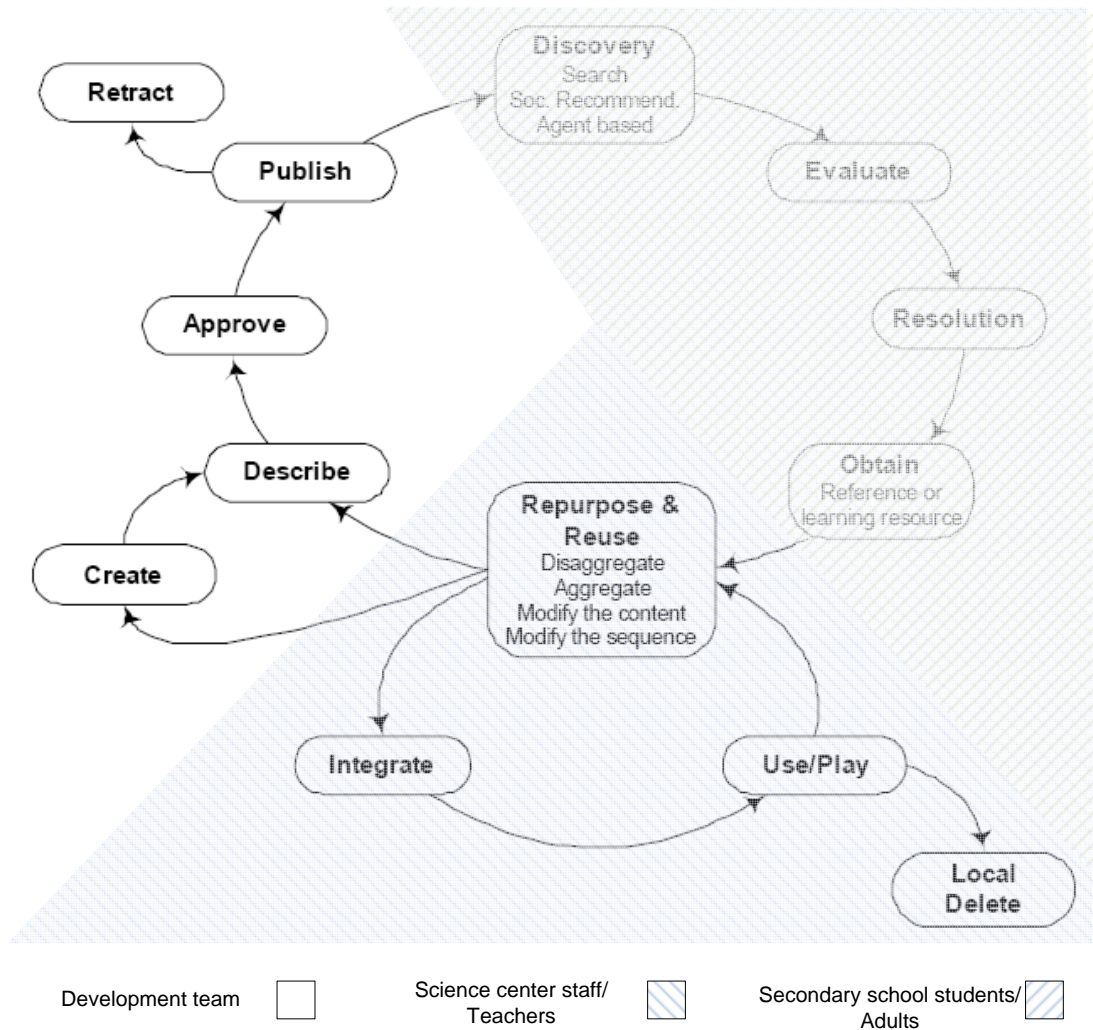 Discovery
Search
Soc. Recommend.
Agent based
Retract
Publish
Evaluate
Approve
Resolution
Describe
Obtain
Reference or
learning resource
Repurpose &
Reuse
Disaggregate
Aggregate
Modify the content
Modify the sequence
Create
Integrate
Use/Play
Local
Delete
Development team
Science center staff/
Teachers
Secondary school students/
Adults